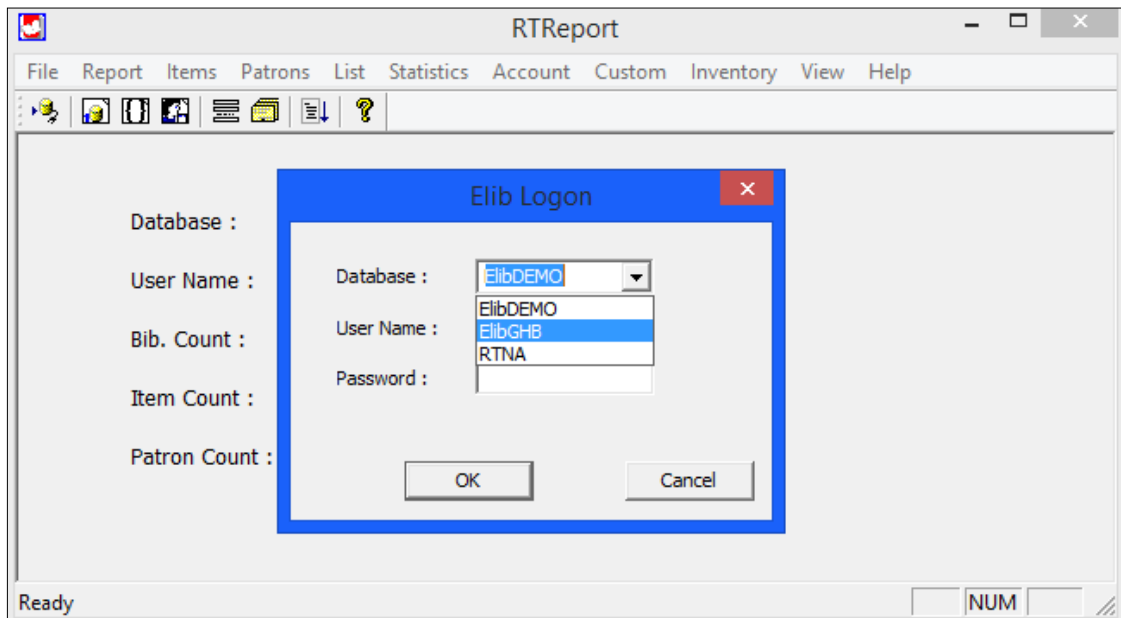 RTReport
File Report Items Patrons List Statistics Account Custom Inventory View Help
Database :
User Name :
Bib. Count :
Item Count :
Patron Count :
Elib Logon
Database : ElibDEMO
ElibDEMO
User Name : ElibGHB
RTNA
Password :
OK Cancel
Ready NUM